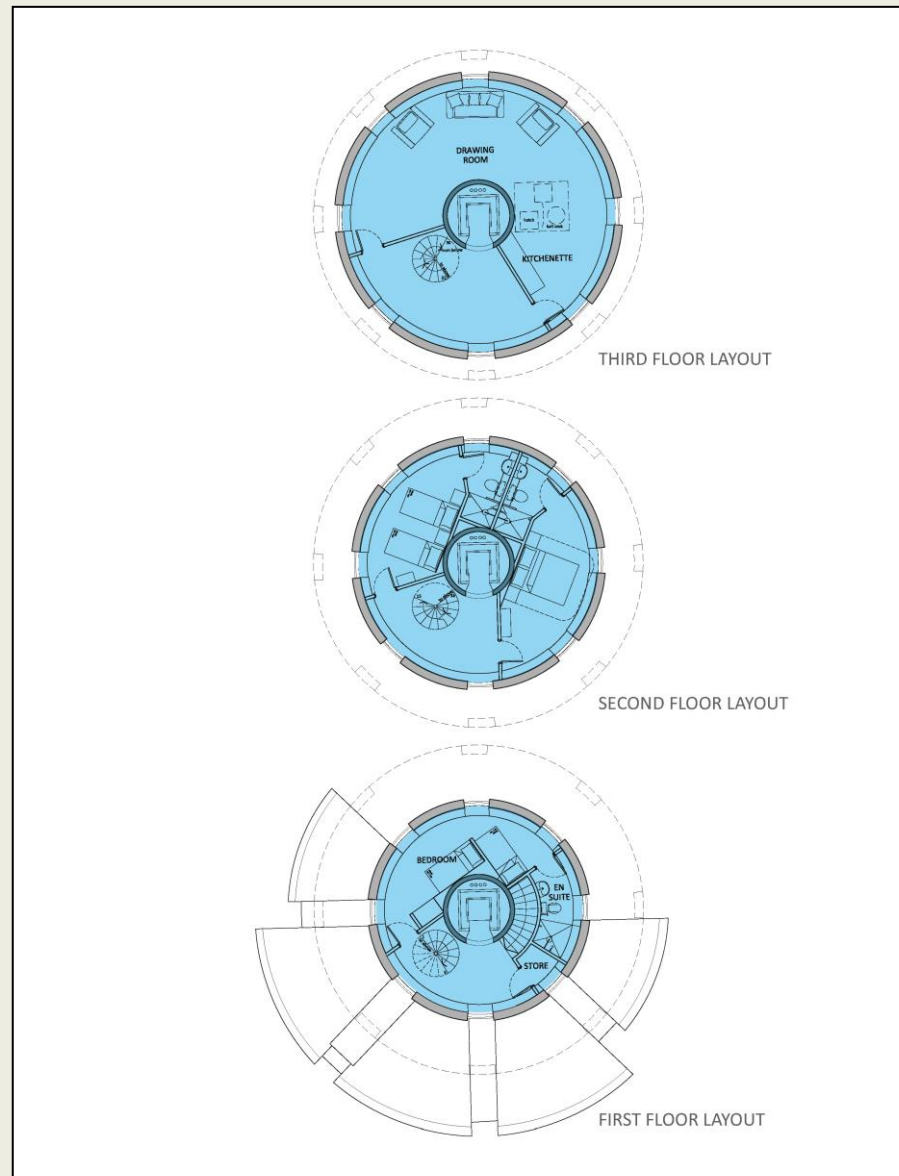 DRAWING
ROOM
KITCHENETTE
THIRD FLOOR LAYOUT
SECOND FLOOR LAYOUT
BEDROOM
EN
SUITE
STORE
FIRST FLOOR LAYOUT